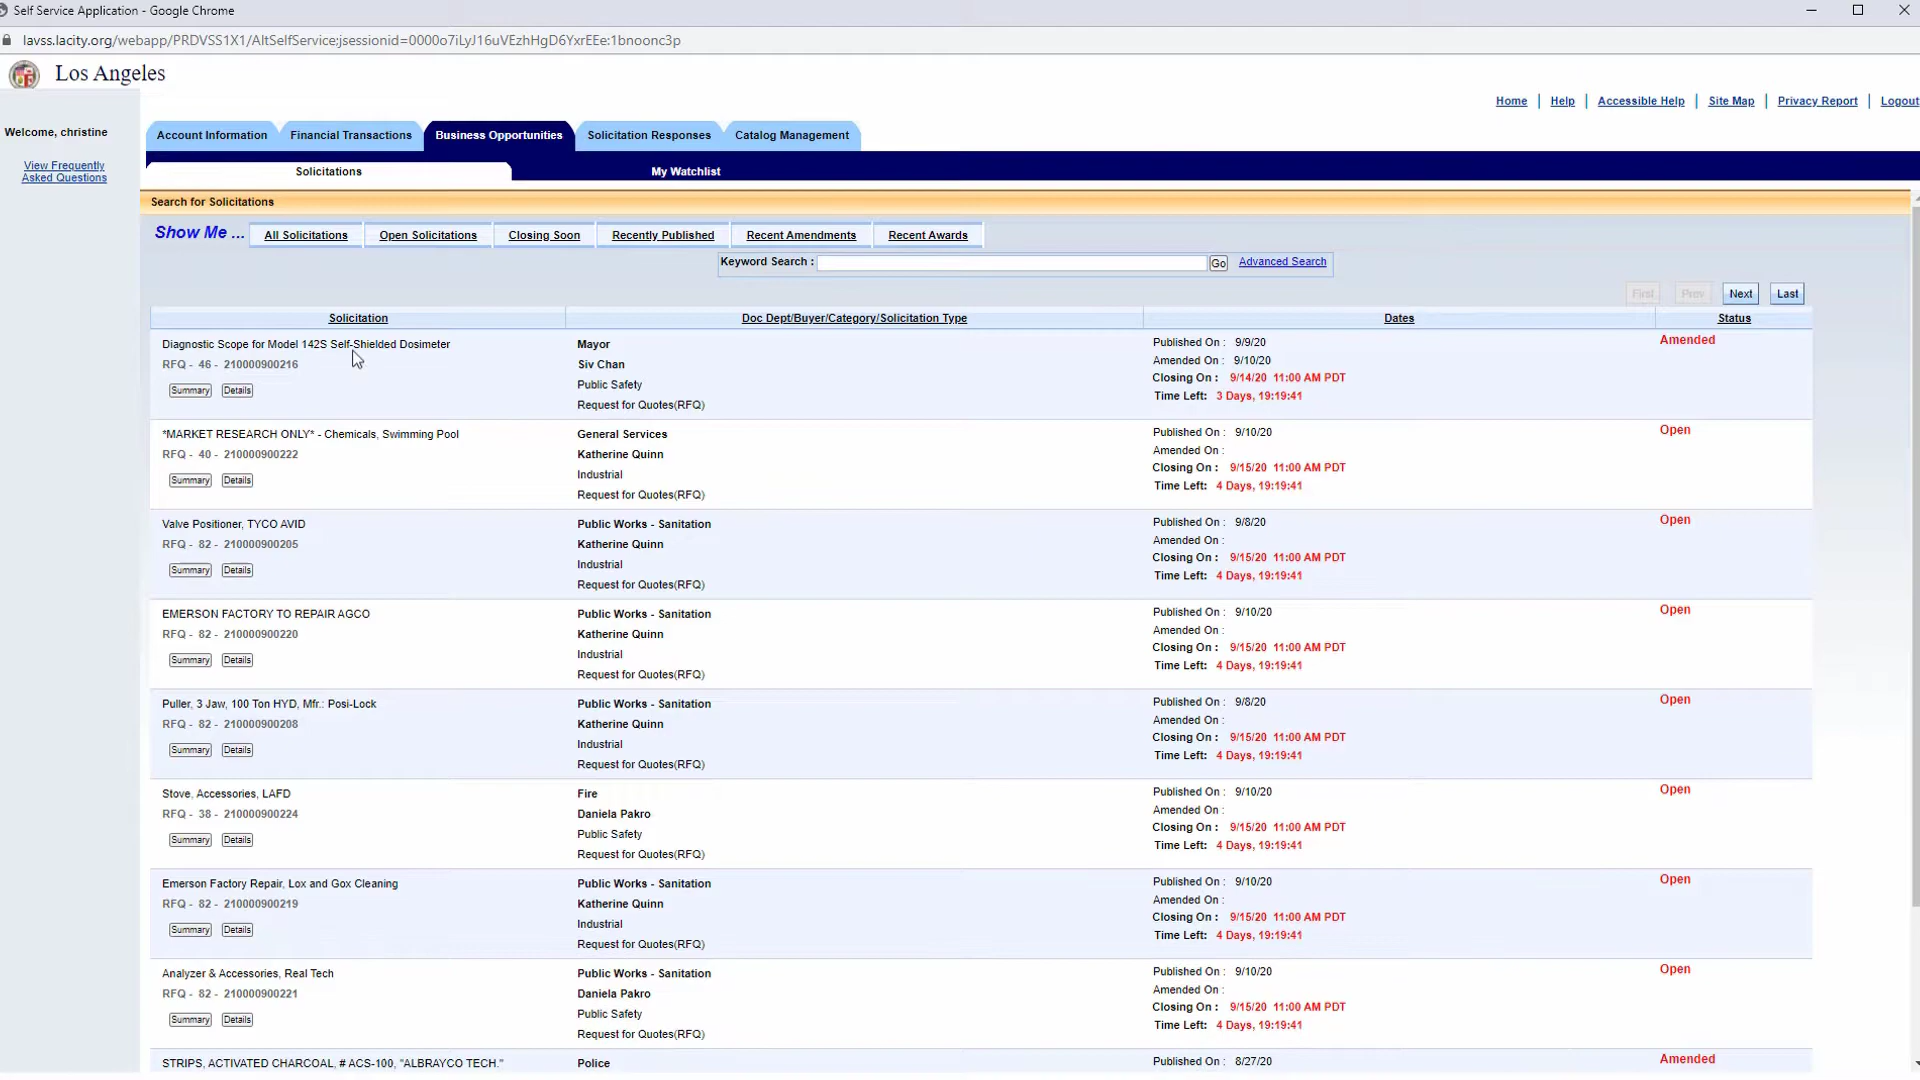 Self Service Application - Google Chrome
lavss.lacity.org/webapp/PRDVSS1X1/AltSelfService;jsessionid=0000o7iLyJ16uVEzhHgD6YxrEEe:1bnoonc3p
Los Angeles
Home | Help | Accessible Help | Site Map | Privacy Report | Logout
Welcome, christine
View Frequently
Asked Questions
Account Information Financial Transactions Business Opportunities Solicitation Responses Catalog Management
Solicitations My Watchlist
Search for Solicitations
Show Me ... All Solicitations Open Solicitations Closing Soon Recently Published Recent Amendments Recent Awards
Keyword Search : Go Advanced Search
First Prev Next Last
Solicitation Doc Dept/Buyer/Category/Solicitation Type Dates Status
Diagnostic Scope for Model 142S Self-Shielded Dosimeter Mayor Published On : 9/9/20 Amended
RFQ - 46 - 210000900216 Siv Chan Amended On : 9/10/20
Public Safety Closing On : 9/14/20 11:00 AM PDT
Summary Details Request for Quotes(RFQ) Time Left: 3 Days, 19:19:41
*MARKET RESEARCH ONLY* - Chemicals, Swimming Pool General Services Published On : 9/10/20 Open
RFQ - 40 - 210000900222 Katherine Quinn Amended On :
Industrial Closing On : 9/15/20 11:00 AM PDT
Summary Details Request for Quotes(RFQ) Time Left: 4 Days, 19:19:41
Valve Positioner, TYCO AVID Public Works - Sanitation Published On : 9/8/20 Open
RFQ - 82 - 210000900205 Katherine Quinn Amended On :
Industrial Closing On : 9/15/20 11:00 AM PDT
Summary Details Request for Quotes(RFQ) Time Left: 4 Days, 19:19:41
EMERSON FACTORY TO REPAIR AGCO Public Works - Sanitation Published On : 9/10/20 Open
RFQ - 82 - 210000900220 Katherine Quinn Amended On :
Industrial Closing On : 9/15/20 11:00 AM PDT
Summary Details Request for Quotes(RFQ) Time Left: 4 Days, 19:19:41
Puller, 3 Jaw, 100 Ton HYD, Mfr.: Posi-Lock Public Works - Sanitation Published On : 9/8/20 Open
RFQ - 82 - 210000900208 Katherine Quinn Amended On :
Industrial Closing On : 9/15/20 11:00 AM PDT
Summary Details Request for Quotes(RFQ) Time Left: 4 Days, 19:19:41
Stove, Accessories, LAFD Fire Published On : 9/10/20 Open
RFQ - 38 - 210000900224 Daniela Pakro Amended On :
Public Safety Closing On : 9/15/20 11:00 AM PDT
Summary Details Request for Quotes(RFQ) Time Left: 4 Days, 19:19:41
Emerson Factory Repair, Lox and Gox Cleaning Public Works - Sanitation Published On : 9/10/20 Open
RFQ - 82 - 210000900219 Katherine Quinn Amended On :
Industrial Closing On : 9/15/20 11:00 AM PDT
Summary Details Request for Quotes(RFQ) Time Left: 4 Days, 19:19:41
Analyzer & Accessories, Real Tech Public Works - Sanitation Published On : 9/10/20 Open
RFQ - 82 - 210000900221 Daniela Pakro Amended On :
Public Safety Closing On : 9/15/20 11:00 AM PDT
Summary Details Request for Quotes(RFQ) Time Left: 4 Days, 19:19:41
STRIPS, ACTIVATED CHARCOAL, # ACS-100, "ALBRAYCO TECH." Police Published On : 8/27/20 Amended